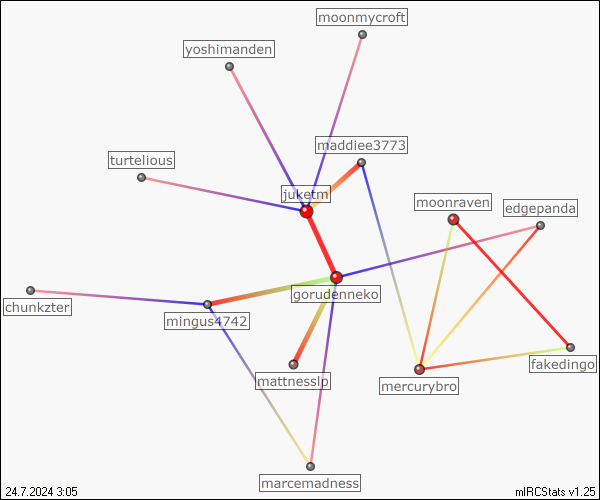 moonmycroft
yoshimanden
maddiee3773
turtelious
juketm
moonraven
edgepanda
gorudenneko
chunkzter
mingus4742
fakedingo
mattnesslp
mercurybro
marcemadness
24.7.2024 3:05
mIRCStats v1.25